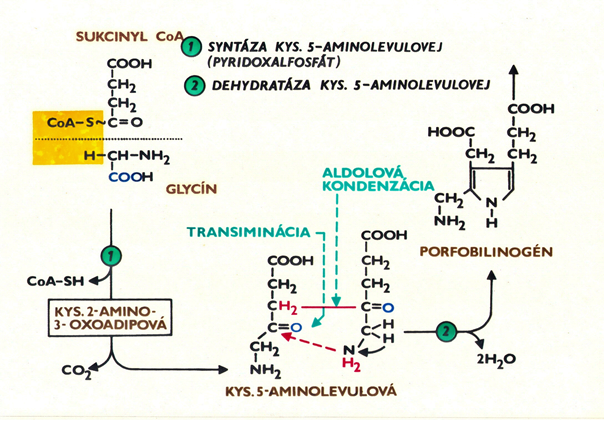 SUKCINYL CoA
1 SYNTÁZA KYS. 5-AMINOLEVULOVEJ
(PYRIDOXALFOSFÁT)
2 DEHYDRATÁZA KYS. 5-AMINOLEVULOVEJ
COOH
CH2
CH2
CoA-S~C=O
H-CH-NH2
COOH
GLYCÍN
1
CoA-SH
KYS. 2-AMINO-
3-OXOADIPOVÁ
CO2
TRANSIMINÁCIA
ALDOLOVÁ
KONDENZÁCIA
COOH
CH2
CH2
C=O
CH2
NH2
COOH
CH2
CH2
C=O
C H
H
N
H2
KYS. 5-AMINOLEVULOVÁ
2
2H2O
COOH
HOOC CH2
CH2 CH2
CH2
NH2
N
H
PORFOBILINOGÉN